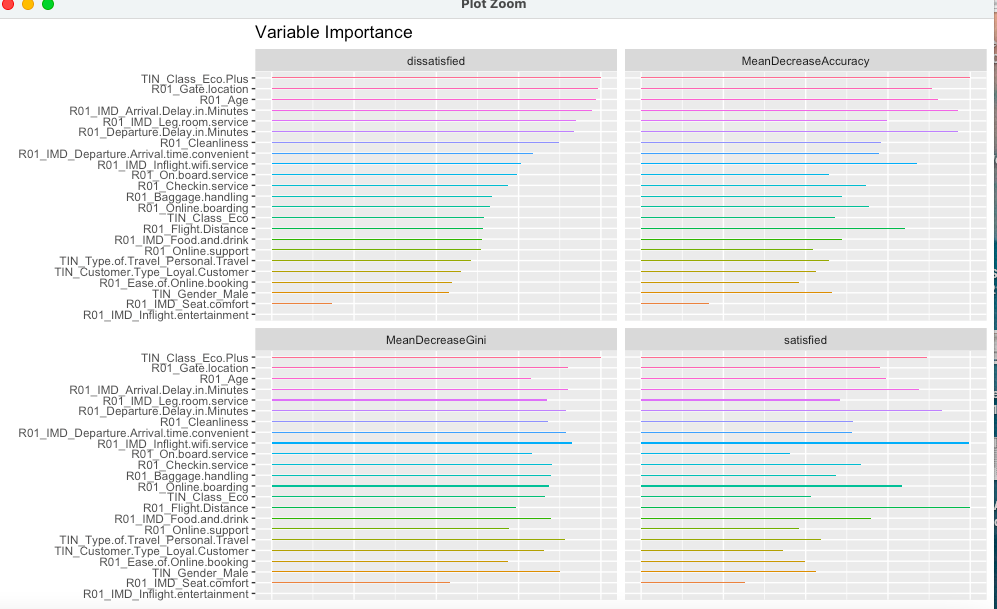 Plot Zoom
Variable Importance
dissatisfied
MeanDecreaseAccuracy
TIN_Class_Eco.Plus
R01_Gate.location
R01_Age
R01_IMD_Arrival.Delay.in.Minutes
R01_IMD_Leg.room.service
R01_Departure.Delay.in.Minutes
R01_Cleanliness
R01_IMD_Departure.Arrival.time.convenient
R01_IMD_Inflight.wifi.service
R01_On.board.service
R01_Checkin.service
R01_Baggage.handling
R01_Online.boarding
TIN_Class_Eco
R01_Flight.Distance
R01_IMD_Food.and.drink
R01_Online.support
TIN_Type.of.Travel_Personal.Travel
TIN_Customer.Type_Loyal.Customer
R01_Ease.of.Online.booking
TIN_Gender_Male
R01_IMD_Seat.comfort
R01_IMD_Inflight.entertainment
MeanDecreaseGini
satisfied
TIN_Class_Eco.Plus
R01_Gate.location
R01_Age
R01_IMD_Arrival.Delay.in.Minutes
R01_IMD_Leg.room.service
R01_Departure.Delay.in.Minutes
R01_Cleanliness
R01_IMD_Departure.Arrival.time.convenient
R01_IMD_Inflight.wifi.service
R01_On.board.service
R01_Checkin.service
R01_Baggage.handling
R01_Online.boarding
TIN_Class_Eco
R01_Flight.Distance
R01_IMD_Food.and.drink
R01_Online.support
TIN_Type.of.Travel_Personal.Travel
TIN_Customer.Type_Loyal.Customer
R01_Ease.of.Online.booking
TIN_Gender_Male
R01_IMD_Seat.comfort
R01_IMD_Inflight.entertainment